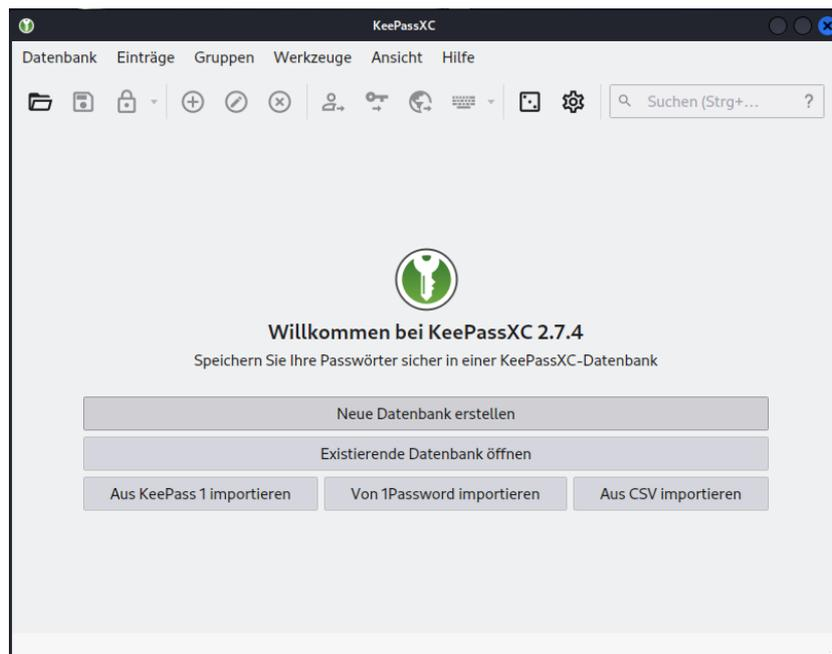 KeePassXC
Datenbank Einträge Gruppen Werkzeuge Ansicht Hilfe
Suchen (Strg+... ?
Willkommen bei KeePassXC 2.7.4
Speichern Sie Ihre Passwörter sicher in einer KeePassXC-Datenbank
Neue Datenbank erstellen
Existierende Datenbank öffnen
Aus KeePass 1 importieren Von 1Password importieren Aus CSV importieren